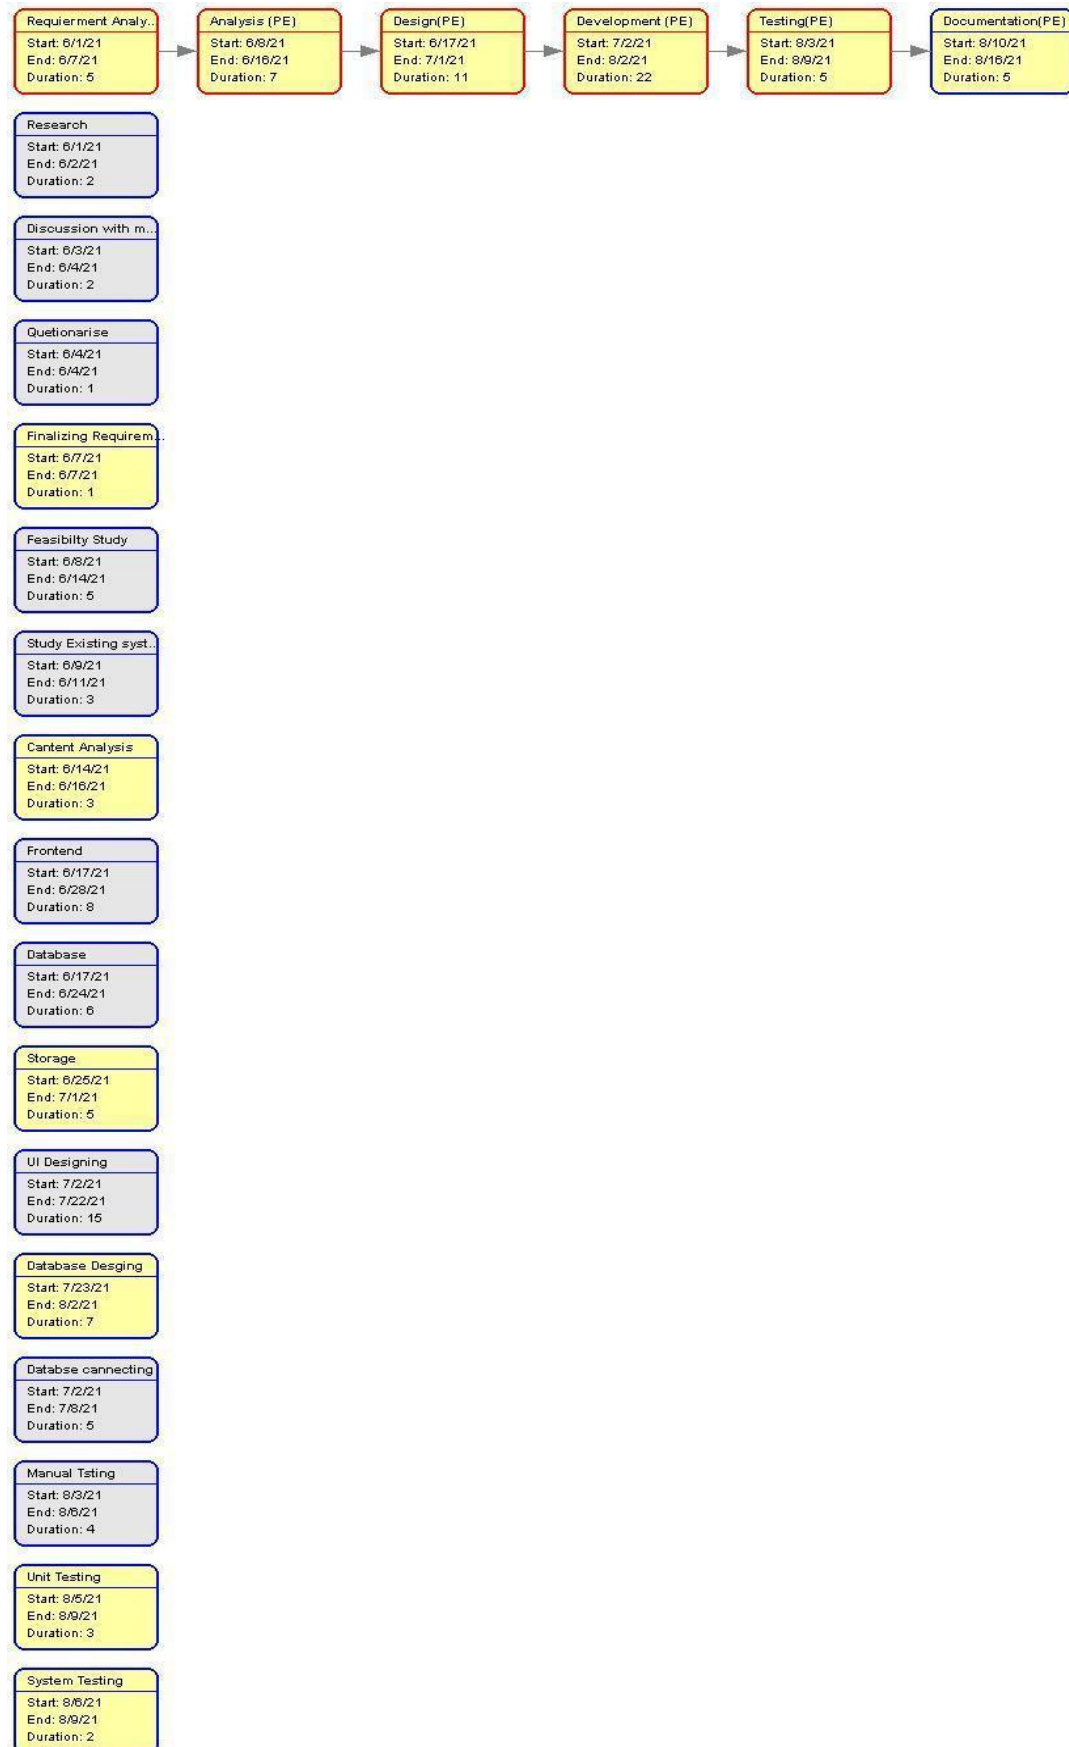 Requierment Analy..
Start: 6/1/21
End: 6/7/21
Duration: 5
Analysis (PE)
Start: 6/8/21
End: 6/16/21
Duration: 7
Design(PE)
Start: 6/17/21
End: 7/1/21
Duration: 11
Development (PE)
Start: 7/2/21
End: 8/2/21
Duration: 22
Testing(PE)
Start: 8/3/21
End: 8/9/21
Duration: 5
Documentation(PE)
Start: 8/10/21
End: 8/16/21
Duration: 5
Research
Start: 6/1/21
End: 6/2/21
Duration: 2
Discussion with m...
Start: 6/3/21
End: 6/4/21
Duration: 2
Quetionarise
Start: 6/4/21
End: 6/4/21
Duration: 1
Finalizing Requirem..
Start: 6/7/21
End: 6/7/21
Duration: 1
Feasibilty Study
Start: 6/8/21
End: 6/14/21
Duration: 5
Study Existing syst..
Start: 6/9/21
End: 6/11/21
Duration: 3
Cantent Analysis
Start: 6/14/21
End: 6/16/21
Duration: 3
Frontend
Start: 6/17/21
End: 6/28/21
Duration: 8
Database
Start: 6/17/21
End: 6/24/21
Duration: 6
Storage
Start: 6/25/21
End: 7/1/21
Duration: 5
UI Designing
Start: 7/2/21
End: 7/22/21
Duration: 15
Database Desging
Start: 7/23/21
End: 8/2/21
Duration: 7
Databse cannecting
Start: 7/2/21
End: 7/8/21
Duration: 5
Manual Tsting
Start: 8/3/21
End: 8/6/21
Duration: 4
Unit Testing
Start: 8/5/21
End: 8/9/21
Duration: 3
System Testing
Start: 8/6/21
End: 8/9/21
Duration: 2